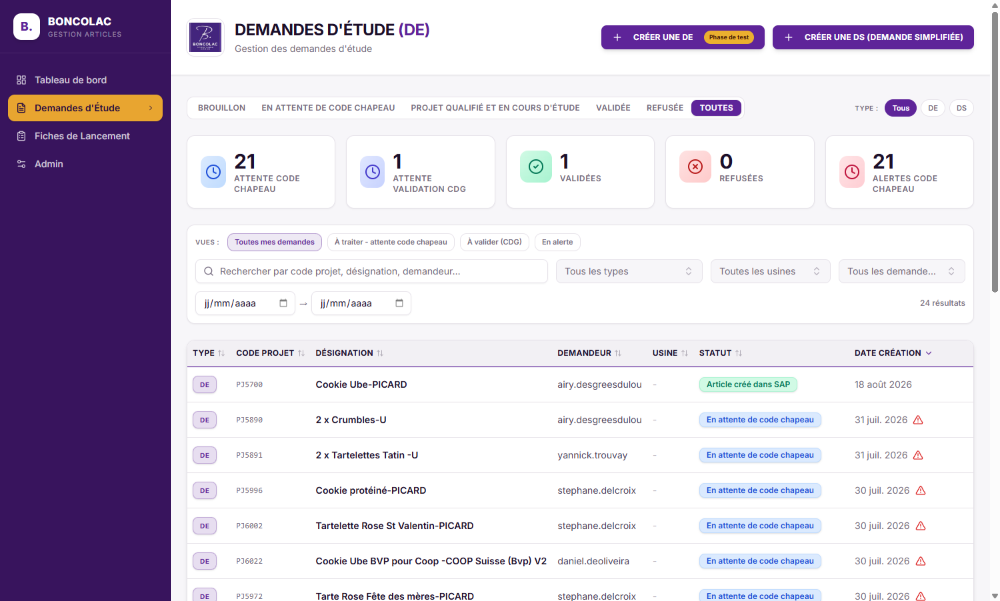 B.
BONCOLAC
GESTION ARTICLES
Tableau de bord
Demandes d'Étude
Fiches de Lancement
Admin
B.
BONCOLAC
DEMANDES D'ÉTUDE (DE)
Gestion des demandes d'étude
CRÉER UNE DE Phase de test
CRÉER UNE DS (DEMANDE SIMPLIFIÉE)
BROUILLON EN ATTENTE DE CODE CHAPEAU PROJET QUALIFIÉ ET EN COURS D'ÉTUDE VALIDÉE REFUSÉE TOUTES
TYPE : Tous DE DS
21
ATTENTE CODE
CHAPEAU
1
ATTENTE
VALIDATION CDG
1
VALIDÉES
0
REFUSÉES
21
ALERTES CODE
CHAPEAU
VUES : Toutes mes demandes À traiter - attente code chapeau À valider (CDG) En alerte
Rechercher par code projet, désignation, demandeur... Tous les types Toutes les usines Tous les demande...
jj/mm/aaaa → jj/mm/aaaa 24 résultats
TYPE CODE PROJET DÉSIGNATION DEMANDEUR USINE STATUT DATE CRÉATION
DE PJ5700 Cookie Ube-PICARD airy.desgreesdulou - Article créé dans SAP 18 août 2026
DE PJ5890 2 x Crumbles-U airy.desgreesdulou - En attente de code chapeau 31 juil. 2026
DE PJ5891 2 x Tartelettes Tatin -U yannick.trouvay - En attente de code chapeau 31 juil. 2026
DE PJ5996 Cookie protéiné-PICARD stephane.delcroix - En attente de code chapeau 30 juil. 2026
DE PJ6002 Tartelette Rose St Valentin-PICARD stephane.delcroix - En attente de code chapeau 30 juil. 2026
DE PJ6022 Cookie Ube BVP pour Coop -COOP Suisse (Bvp) V2 daniel.deoliveira - En attente de code chapeau 30 juil. 2026
DE PJ5972 Tarte Rose Fête des mères-PICARD stephane.delcroix - En attente de code chapeau 30 juil. 2026